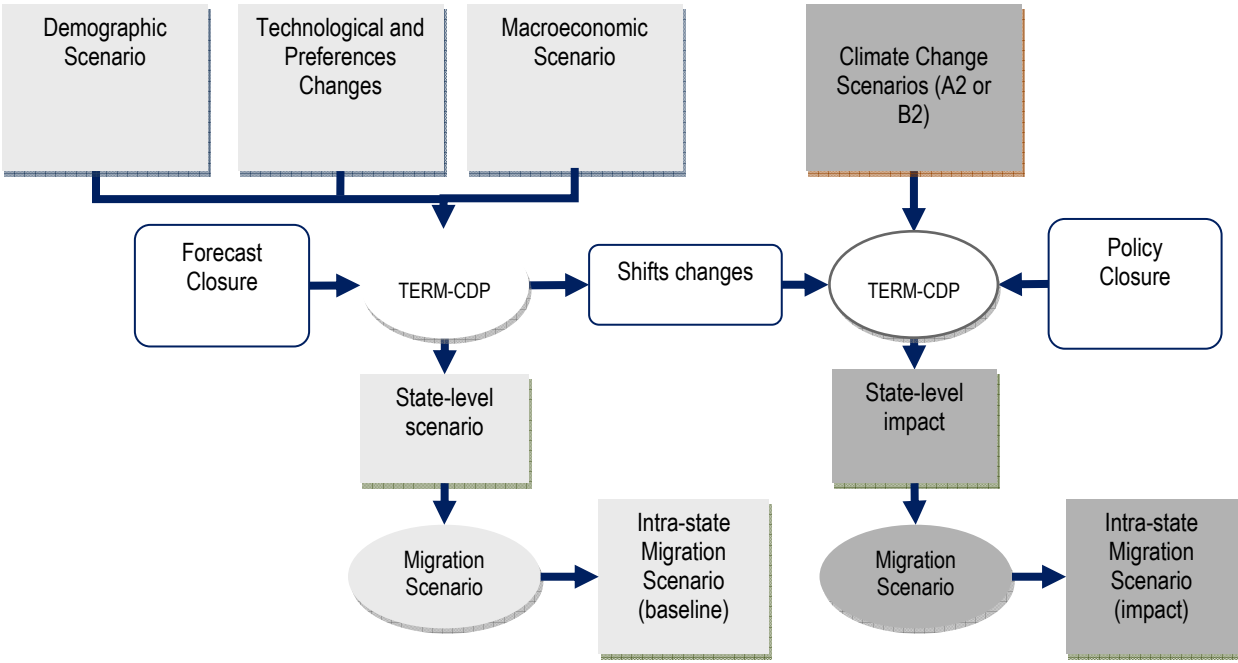 Demographic
Scenario
Technological and
Preferences
Changes
Macroeconomic
Scenario
Climate Change
Scenarios (A2 or
B2)
Forecast
Closure
TERM-CDP
Shifts changes
TERM-CDP
Policy
Closure
State-level
scenario
State-level
impact
Migration
Scenario
Intra-state
Migration
Scenario
(baseline)
Migration
Scenario
Intra-state
Migration
Scenario
(impact)